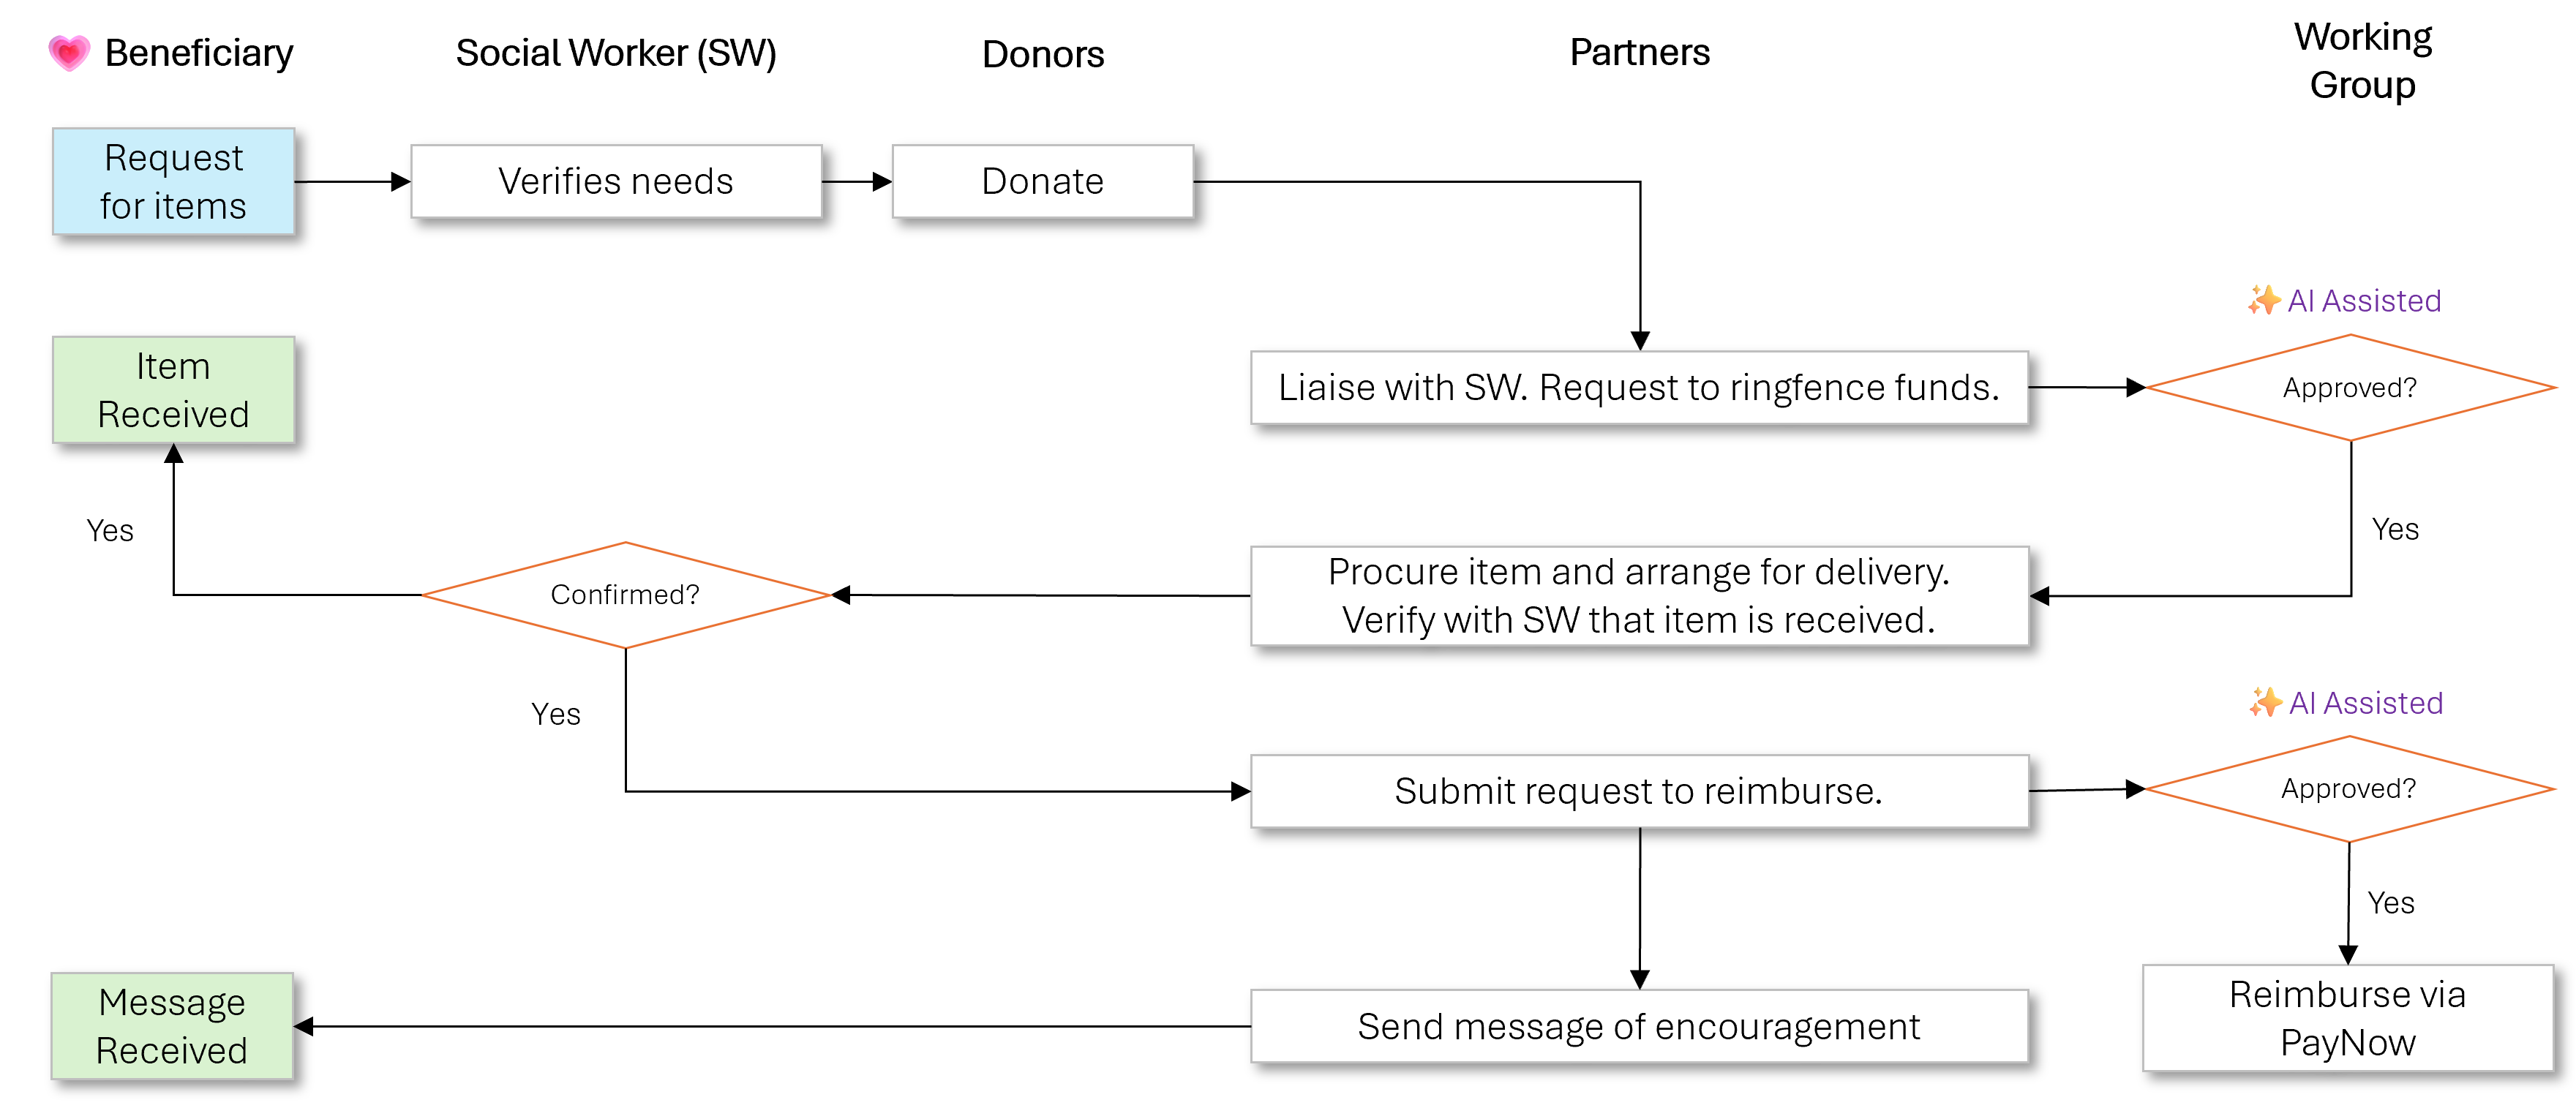 Beneficiary
Social Worker (SW)
Donors
Partners
Working
Group
Request
for items
Verifies needs
Donate
AI Assisted
Item
Received
Liaise with SW. Request to ringfence funds.
Approved?
Yes
Yes
Confirmed?
Procure item and arrange for delivery.
Verify with SW that item is received.
Yes
AI Assisted
Submit request to reimburse.
Approved?
Yes
Message
Received
Send message of encouragement
Reimburse via
PayNow